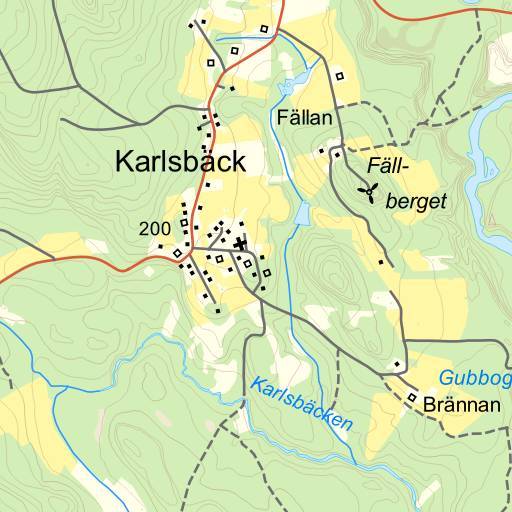 Fällan
Karlsbäck
Fäll-
berget
200
Gubbog
Karlsbäcken
Brännan